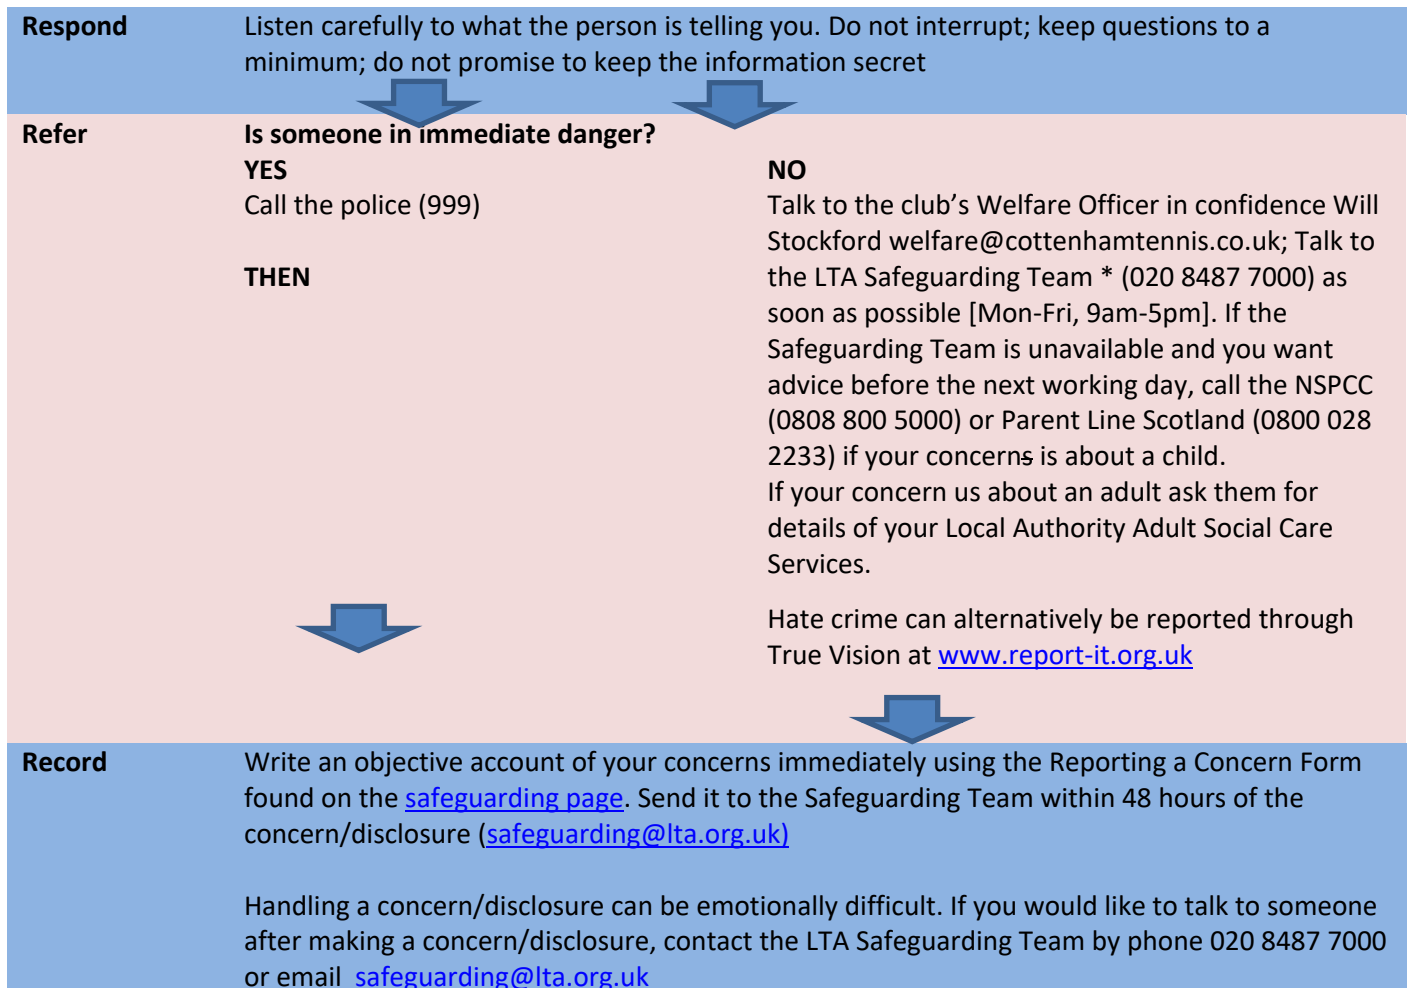 Respond
Listen carefully to what the person is telling you. Do not interrupt; keep questions to a
minimum; do not promise to keep the information secret
Refer
Is someone in immediate danger?
YES
Call the police (999)
THEN
NO
Talk to the club’s Welfare Officer in confidence Will
Stockford welfare@cottenhamtennis.co.uk; Talk to
the LTA Safeguarding Team * (020 8487 7000) as
soon as possible [Mon-Fri, 9am-5pm]. If the
Safeguarding Team is unavailable and you want
advice before the next working day, call the NSPCC
(0808 800 5000) or Parent Line Scotland (0800 028
2233) if your concerns is about a child.
If your concern us about an adult ask them for
details of your Local Authority Adult Social Care
Services.
Hate crime can alternatively be reported through
True Vision at www.report-it.org.uk
Record
Write an objective account of your concerns immediately using the Reporting a Concern Form
found on the safeguarding page. Send it to the Safeguarding Team within 48 hours of the
concern/disclosure (safeguarding@lta.org.uk)
Handling a concern/disclosure can be emotionally difficult. If you would like to talk to someone
after making a concern/disclosure, contact the LTA Safeguarding Team by phone 020 8487 7000
or email safeguarding@lta.org.uk